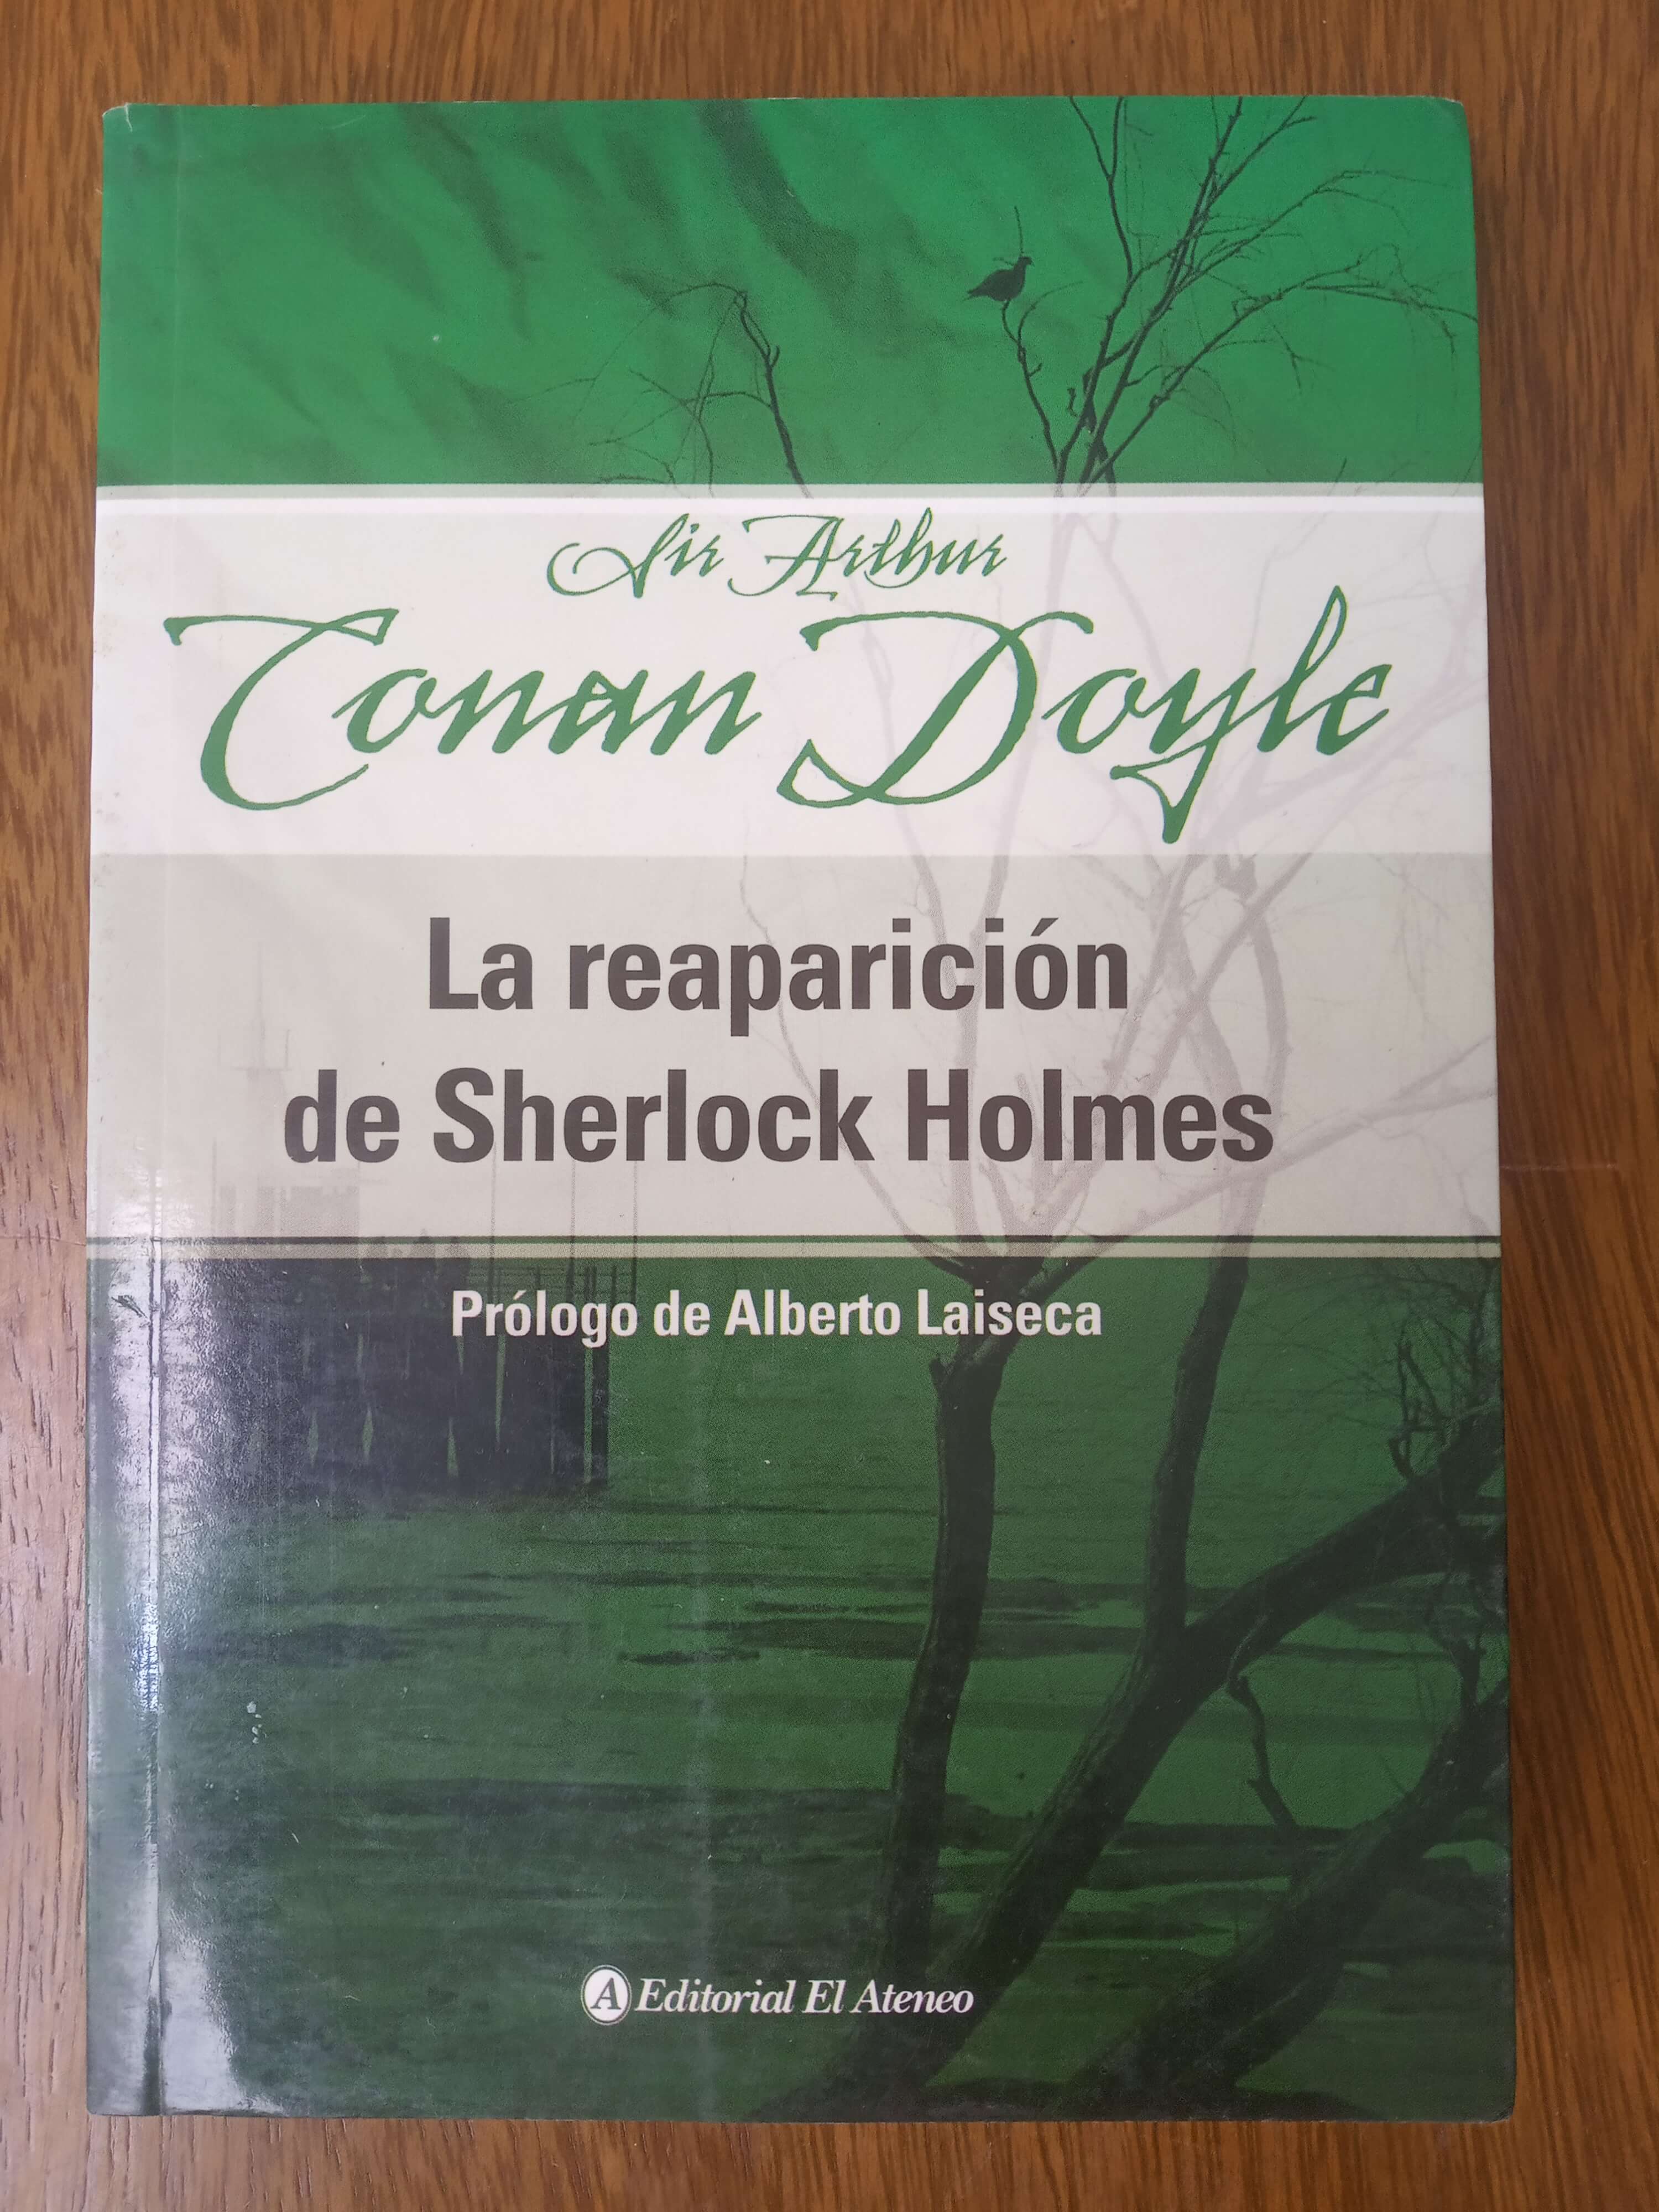 Sir Arthur
Conan Doyle
La reaparición
de Sherlock Holmes
Prólogo de Alberto Laiseca
A Editorial El Ateneo